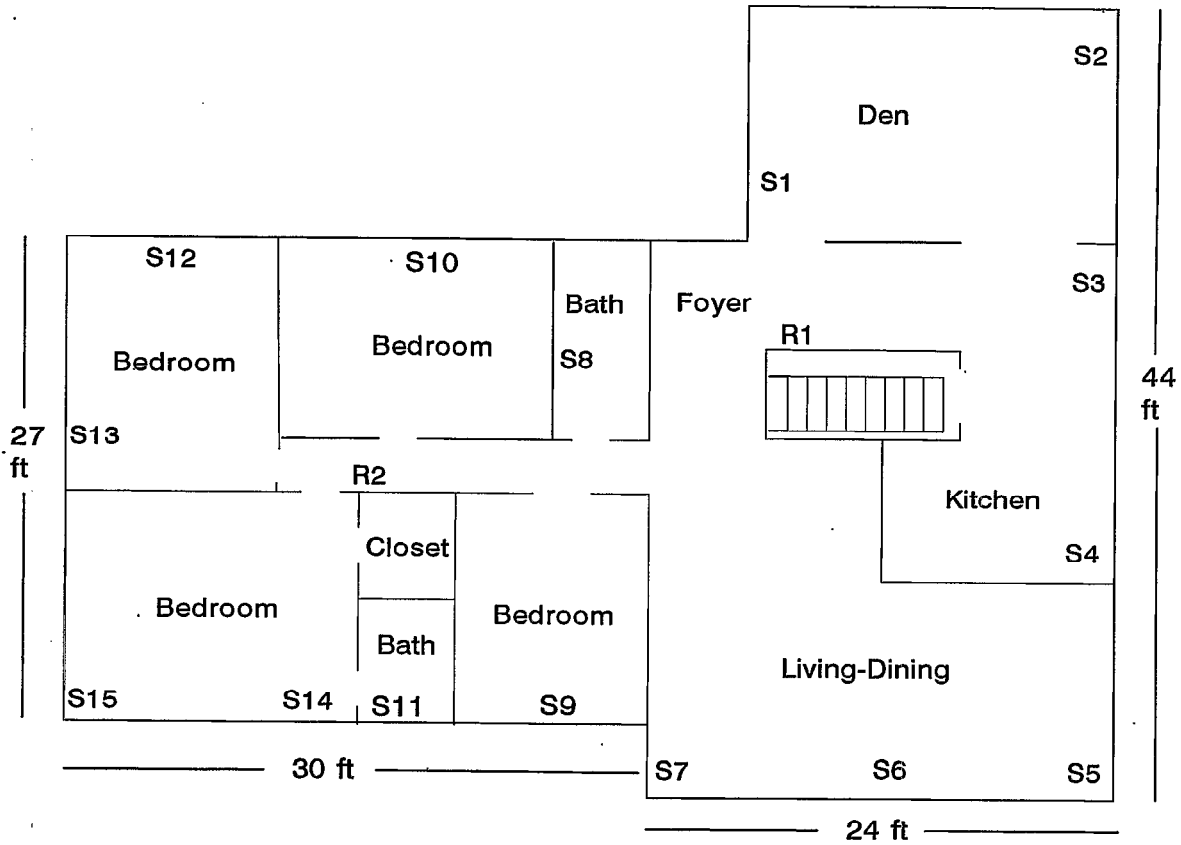 S2
Den
S1
S12
S10
S3
Bath
Foyer
R1
Bedroom
Bedroom
S8
44
ft
27
ft
S13
R2
Kitchen
Closet
S4
Bedroom
Bedroom
Bath
Living-Dining
S15
S14
S11
S9
30 ft
S7
S6
S5
24 ft